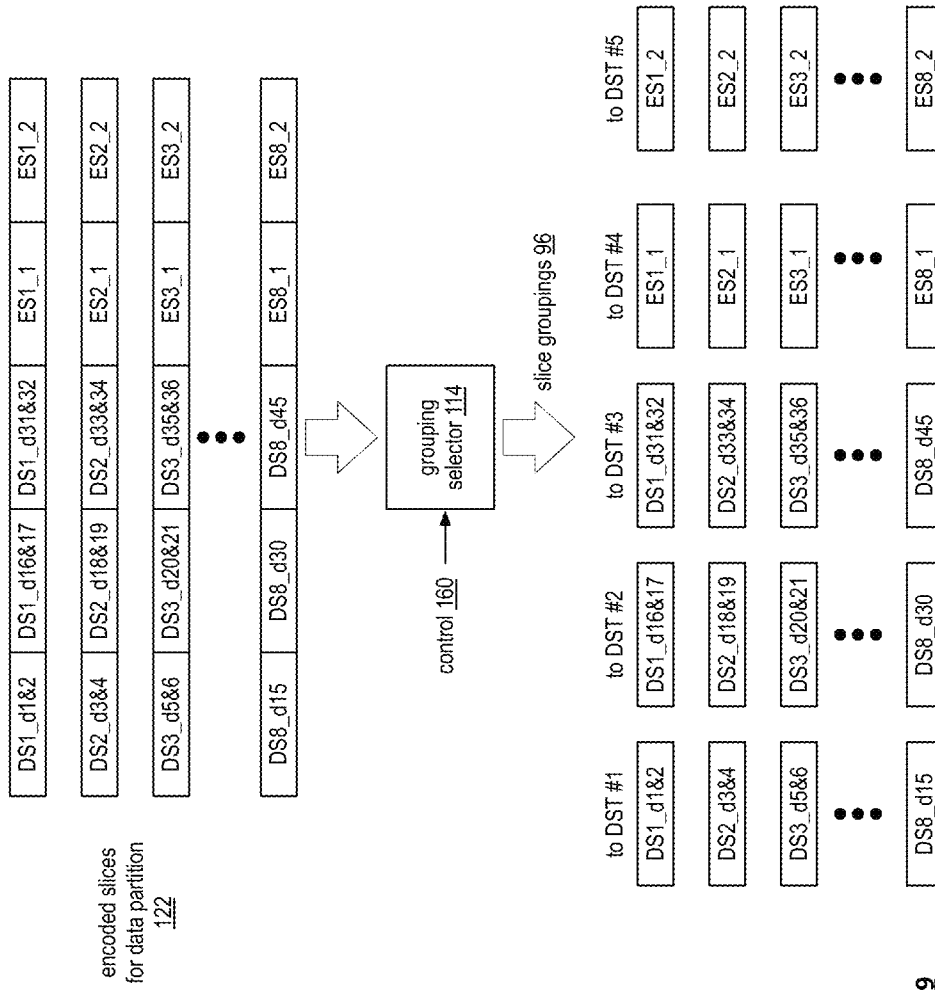 encoded slices
for data partition
122
DS1_d1&2 DS1_d16&17 DS1_d31&32 ES1_1 ES1_2
DS2_d3&4 DS2_d18&19 DS2_d33&34 ES2_1 ES2_2
DS3_d5&6 DS3_d20&21 DS3_d35&36 ES3_1 ES3_2
DS8_d15 DS8_d30 DS8_d45 ES8_1 ES8_2
control 160
grouping
selector 114
slice groupings 96
to DST #1 to DST #2 to DST #3 to DST #4 to DST #5
DS1_d1&2 DS1_d16&17 DS1_d31&32 ES1_1 ES1_2
DS2_d3&4 DS2_d18&19 DS2_d33&34 ES2_1 ES2_2
DS3_d5&6 DS3_d20&21 DS3_d35&36 ES3_1 ES3_2
DS8_d15 DS8_d30 DS8_d45 ES8_1 ES8_2
9